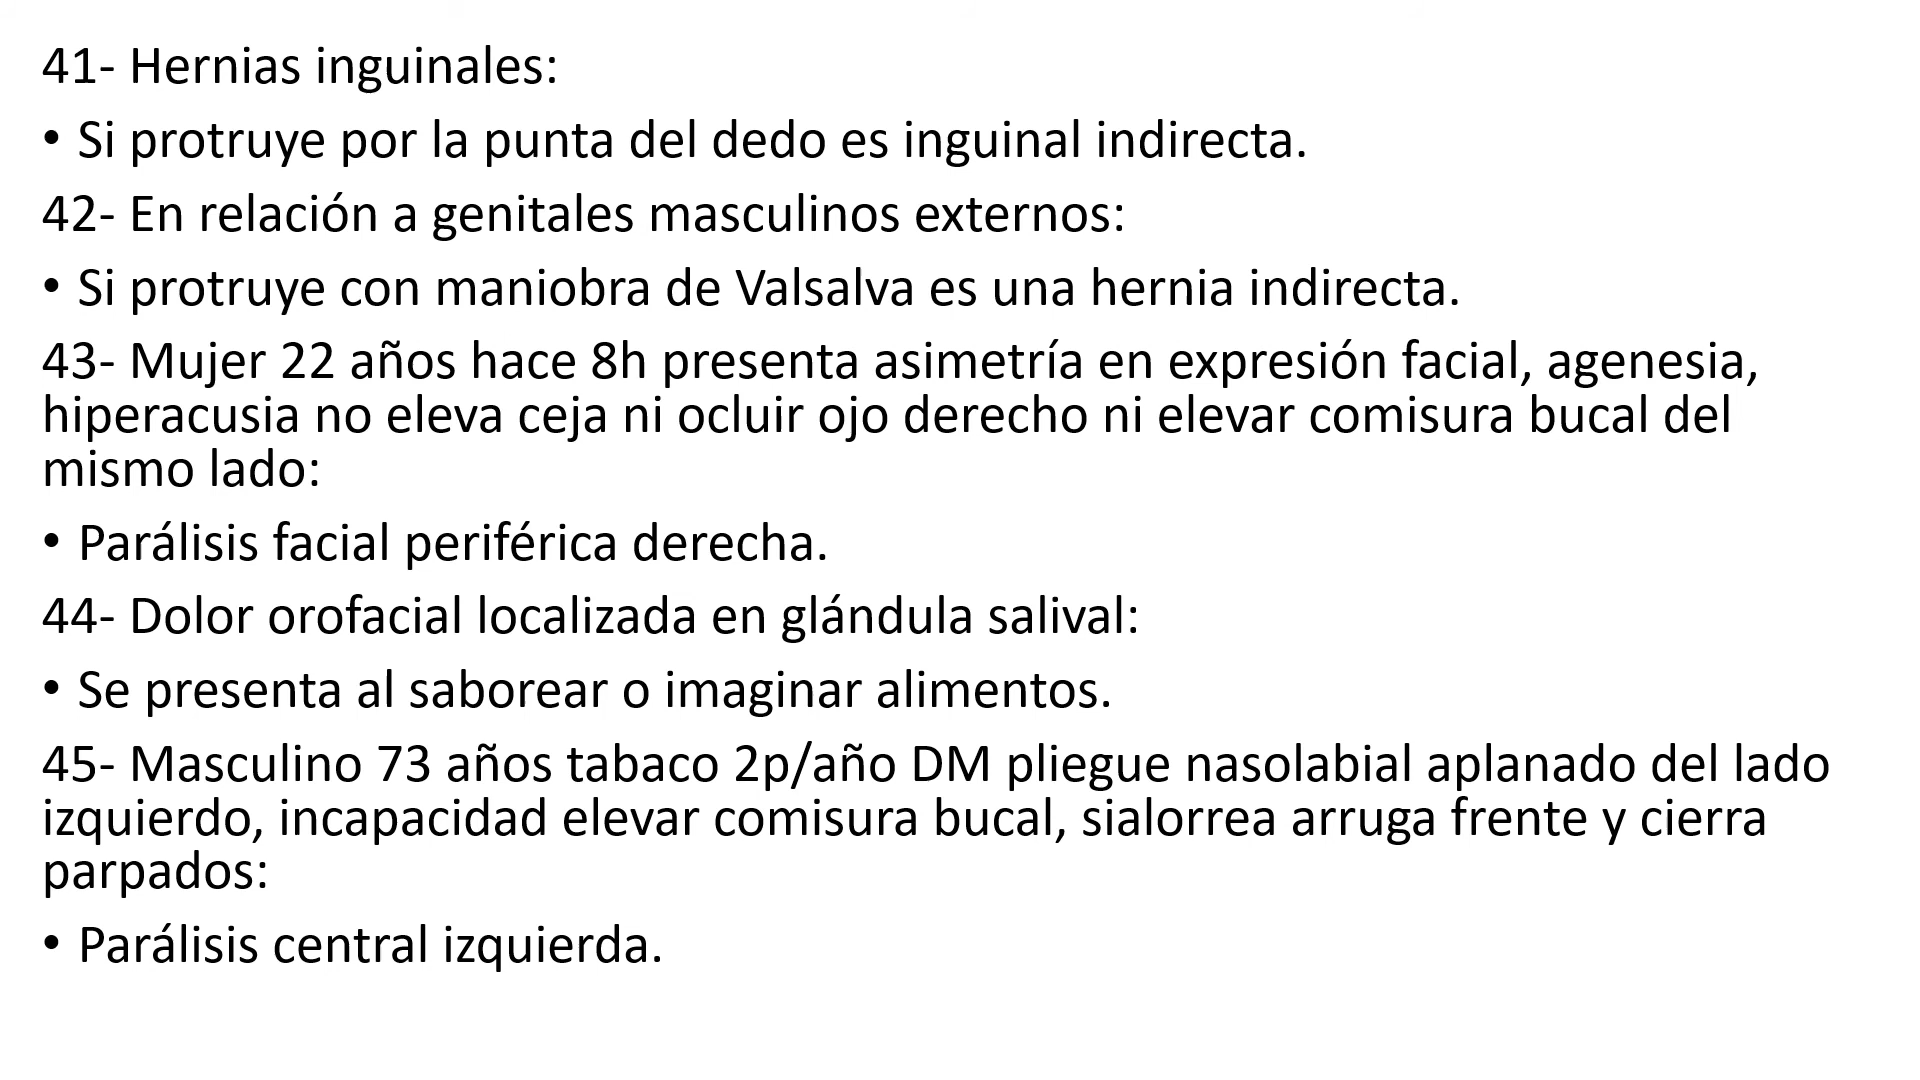 41- Hernias inguinales:
• Si protruye por la punta del dedo es inguinal indirecta.
42- En relación a genitales masculinos externos:
• Si protruye con maniobra de Valsalva es una hernia indirecta.
43- Mujer 22 años hace 8h presenta asimetría en expresión facial, agenesia,
hiperacusia no eleva ceja ni ocluir ojo derecho ni elevar comisura bucal del
mismo lado:
• Parálisis facial periférica derecha.
44- Dolor orofacial localizada en glándula salival:
• Se presenta al saborear o imaginar alimentos.
45- Masculino 73 años tabaco 2p/año DM pliegue nasolabial aplanado del lado
izquierdo, incapacidad elevar comisura bucal, sialorrea arruga frente y cierra
parpados:
• Parálisis central izquierda.